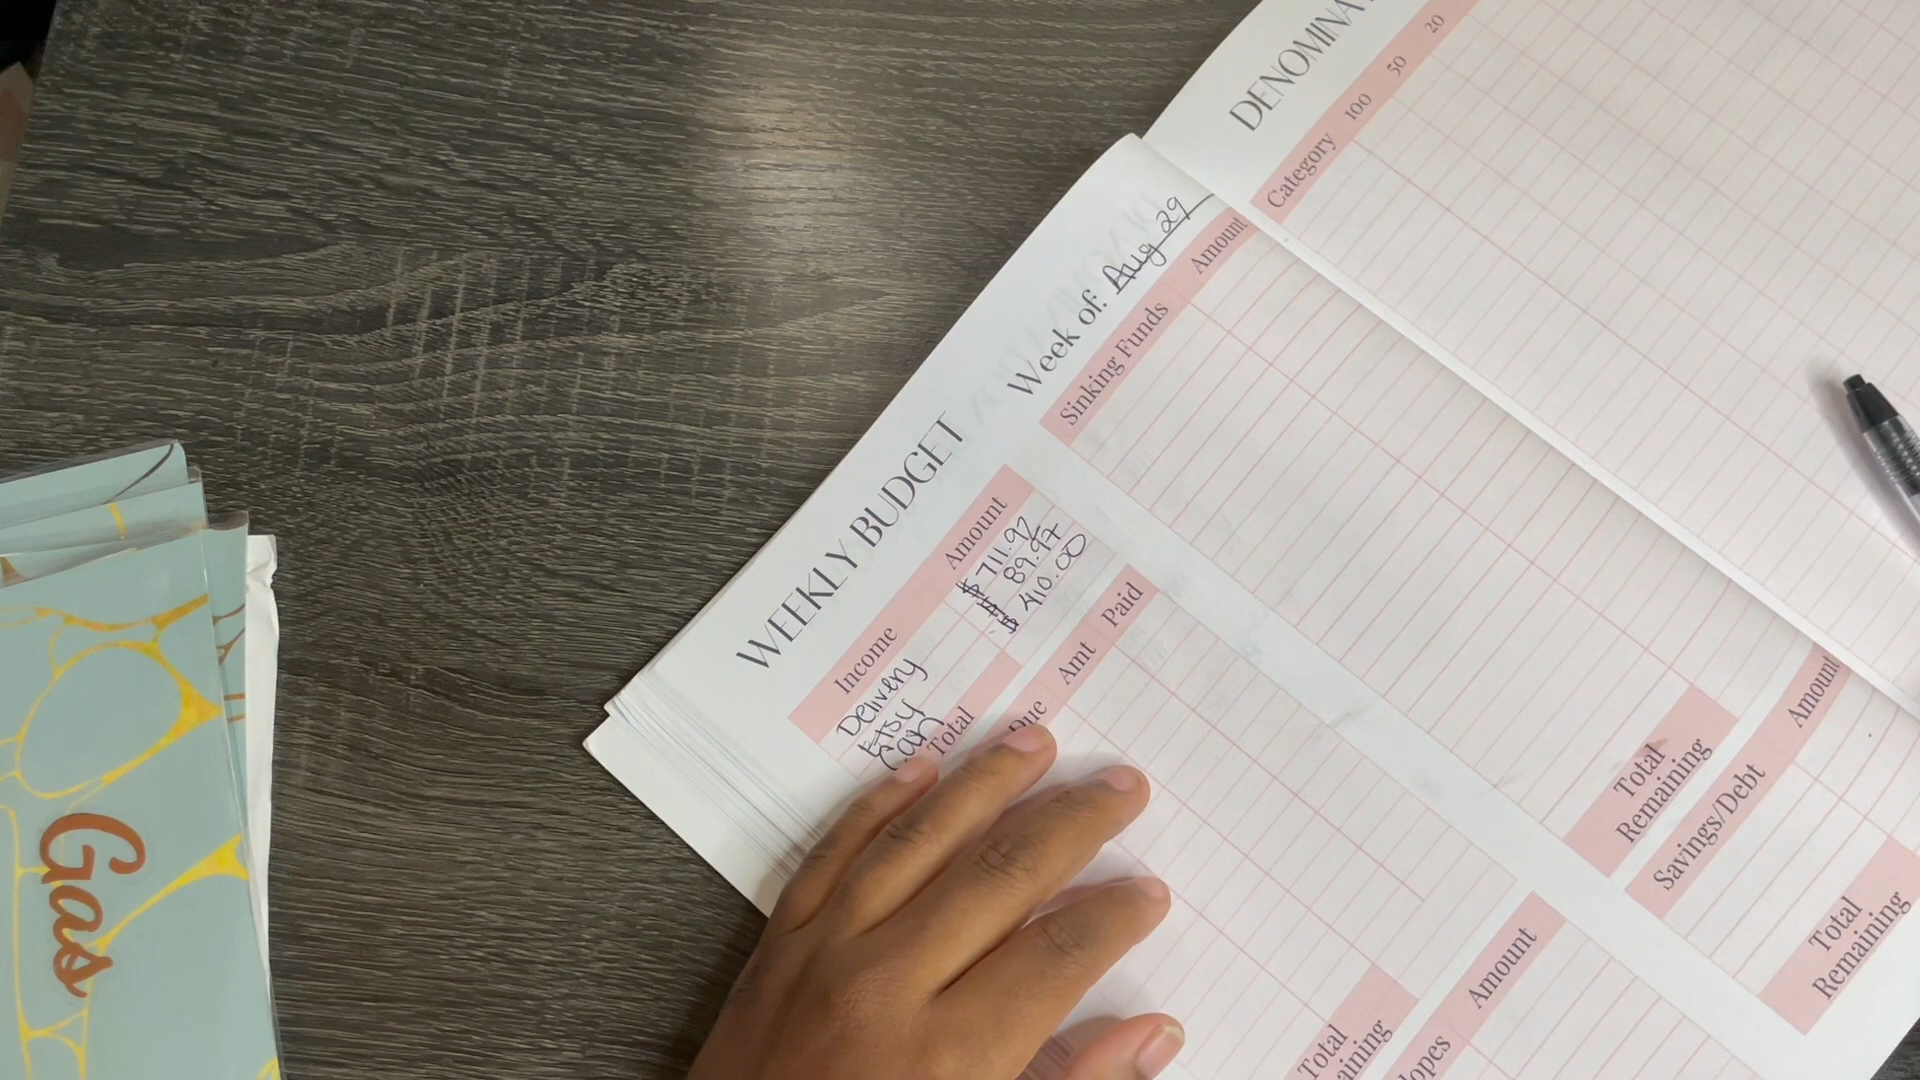 WEEKLY BUDGET
Week of: Aug 29
Income Amount
Delivery $711.92
Etsy $ 89.97
Car $ 410.00
Total
Due Amt Paid
Total
Sinking Funds Amount
Total
Remaining
Savings/Debt Amount
Total
Remaining
Amount
DENOMINA
Category 100 50 20
Gas